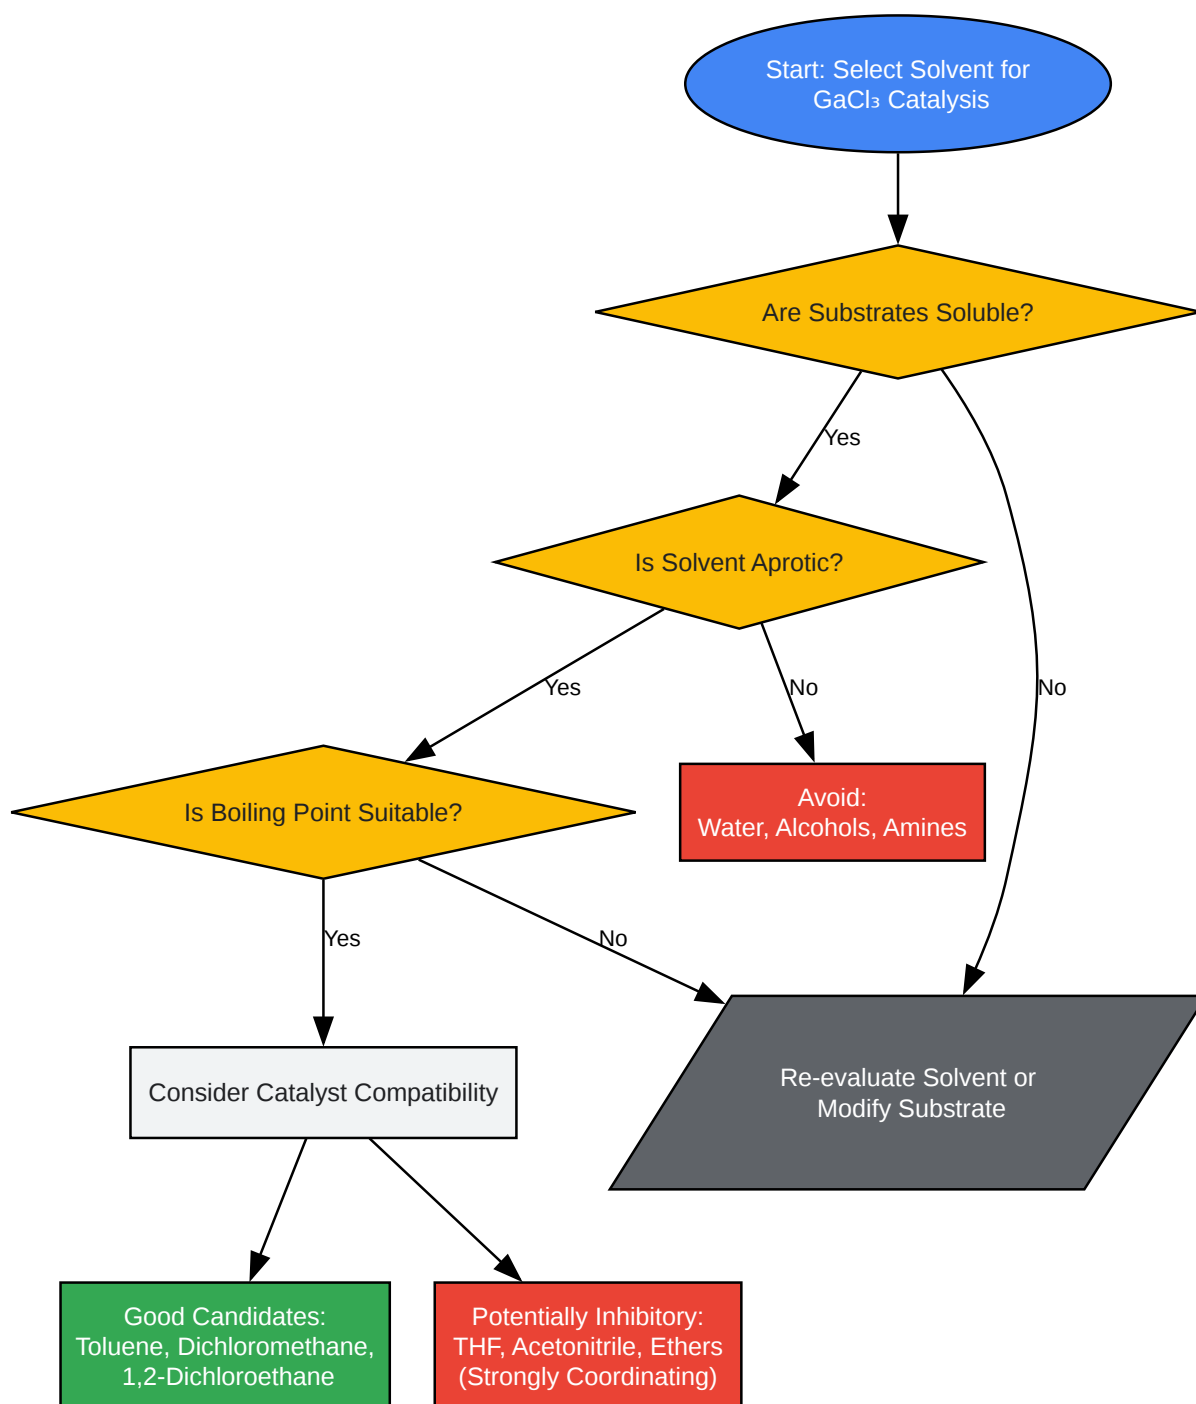 Start: Select Solvent for
GaCl₃ Catalysis
Are Substrates Soluble?
Yes
Is Solvent Aprotic?
Yes
No
No
Is Boiling Point Suitable?
Avoid:
Water, Alcohols, Amines
Yes
No
Consider Catalyst Compatibility
Re-evaluate Solvent or
Modify Substrate
Good Candidates:
Toluene, Dichloromethane,
1,2-Dichloroethane
Potentially Inhibitory:
THF, Acetonitrile, Ethers
(Strongly Coordinating)